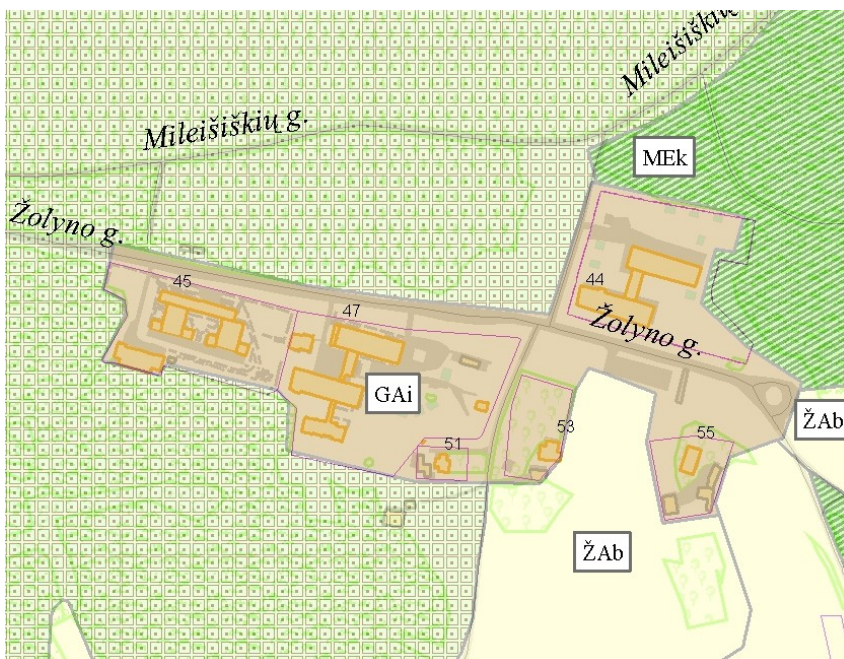 Mileišiškių
Mileišiškių g.
MEk
Žolyno g.
45
44
47
Žolyno g.
GAi
ŽAb
51
53
55
ŽAb